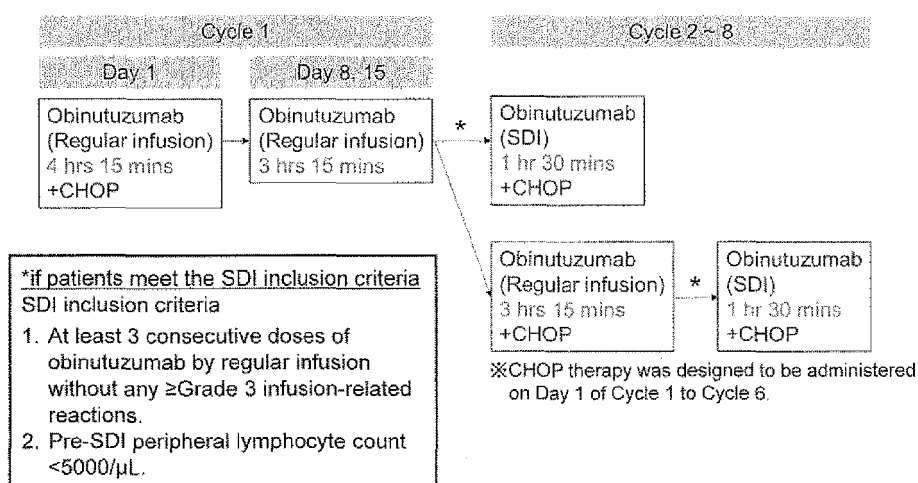 Cycle 1
Cycle 2 ~ 8
Day 1
Day 8, 15
Obinutuzumab
(Regular infusion)
4 hrs 15 mins
+CHOP
Obinutuzumab
(Regular infusion)
3 hrs 15 mins
*
Obinutuzumab
(SDI)
1 hr 30 mins
+CHOP
Obinutuzumab
(Regular infusion)
3 hrs 15 mins
+CHOP
*
Obinutuzumab
(SDI)
1 hr 30 mins
+CHOP
※CHOP therapy was designed to be administered
on Day 1 of Cycle 1 to Cycle 6.
*if patients meet the SDI inclusion criteria
SDI inclusion criteria
1. At least 3 consecutive doses of
obinutuzumab by regular infusion
without any ≥Grade 3 infusion-related
reactions.
2. Pre-SDI peripheral lymphocyte count
<5000/μL.